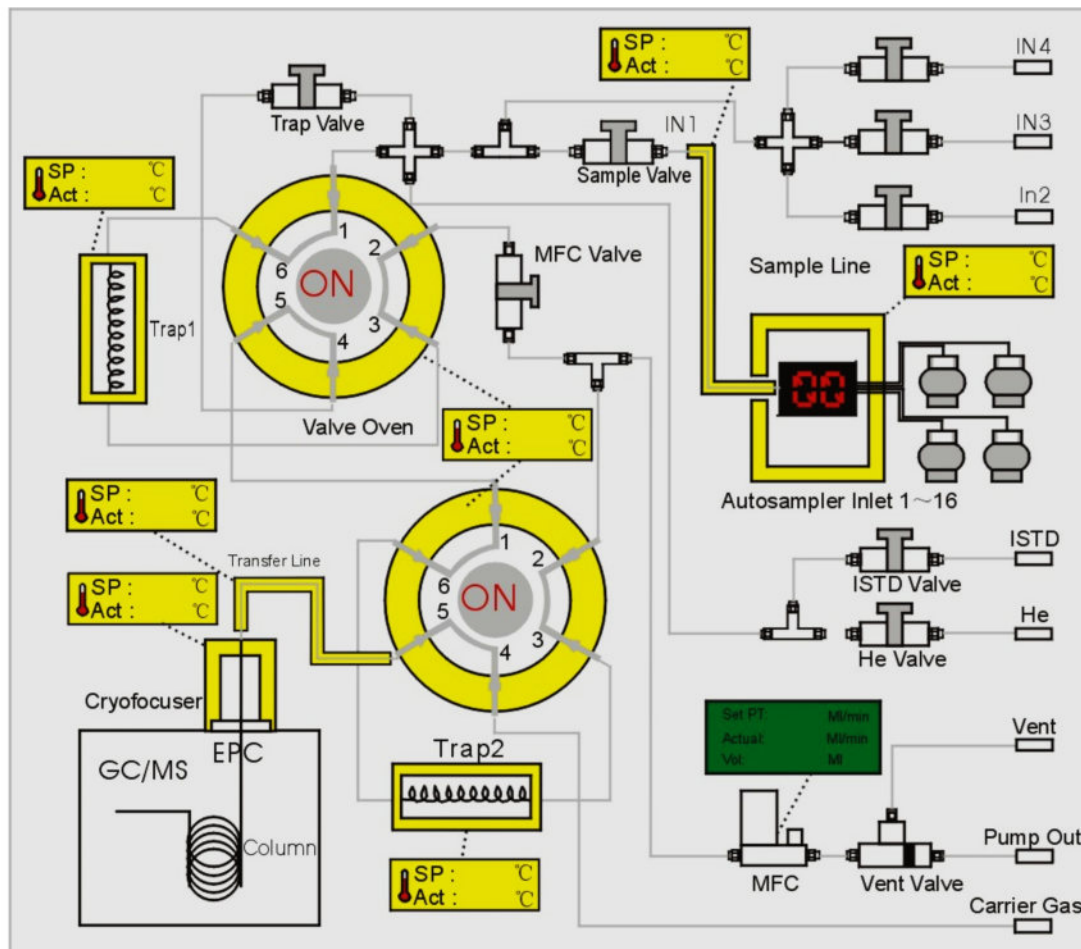 SP : ℃
Act : ℃
IN4
Trap Valve
IN1
IN3
Sample Valve
SP : ℃
Act : ℃
In2
1
2
MFC Valve
Sample Line
SP : ℃
Act : ℃
6
ON
5
3
4
Trap1
00
Valve Oven
SP : ℃
Act : ℃
SP : ℃
Act : ℃
Autosampler Inlet 1～16
Transfer Line
1
2
ISTD
ISTD Valve
SP : ℃
Act : ℃
6
ON
5
3
4
He
He Valve
Cryofocuser
Set PT: Ml/min
Actual: Ml/min
Vol: Ml
Vent
EPC
GC/MS
Trap2
Column
Pump Out
MFC
Vent Valve
SP : ℃
Act : ℃
Carrier Gas